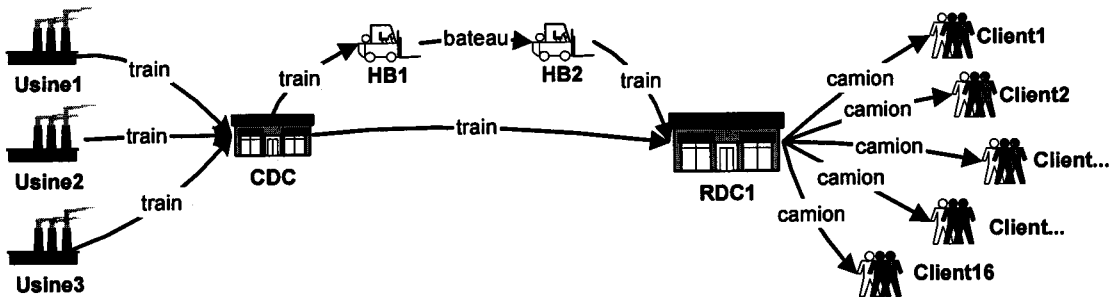 Usine1
train
Usine2
train
Usine3
train
CDC
train
HB1
bateau
HB2
train
train
RDC1
camion
Client1
camion
Client2
camion
Client...
camion
Client...
camion
Client16